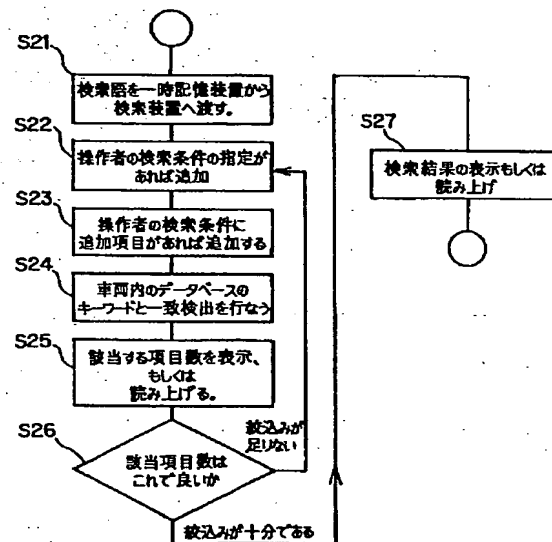 S21
検索語を一時記憶装置から
検索装置へ渡す。
S22
操作者の検索条件の指定が
あれば追加
S23
操作者の検索条件に
追加項目があれば追加する
S24
車両内のデータベースの
キーワードと一致検出を行なう
S25
該当する項目数を表示、
もしくは
読み上げる。
S26
該当項目数は
これで良いか
絞込みが
足りない
絞込みが十分である
S27
検索結果の表示もしくは
読み上げ